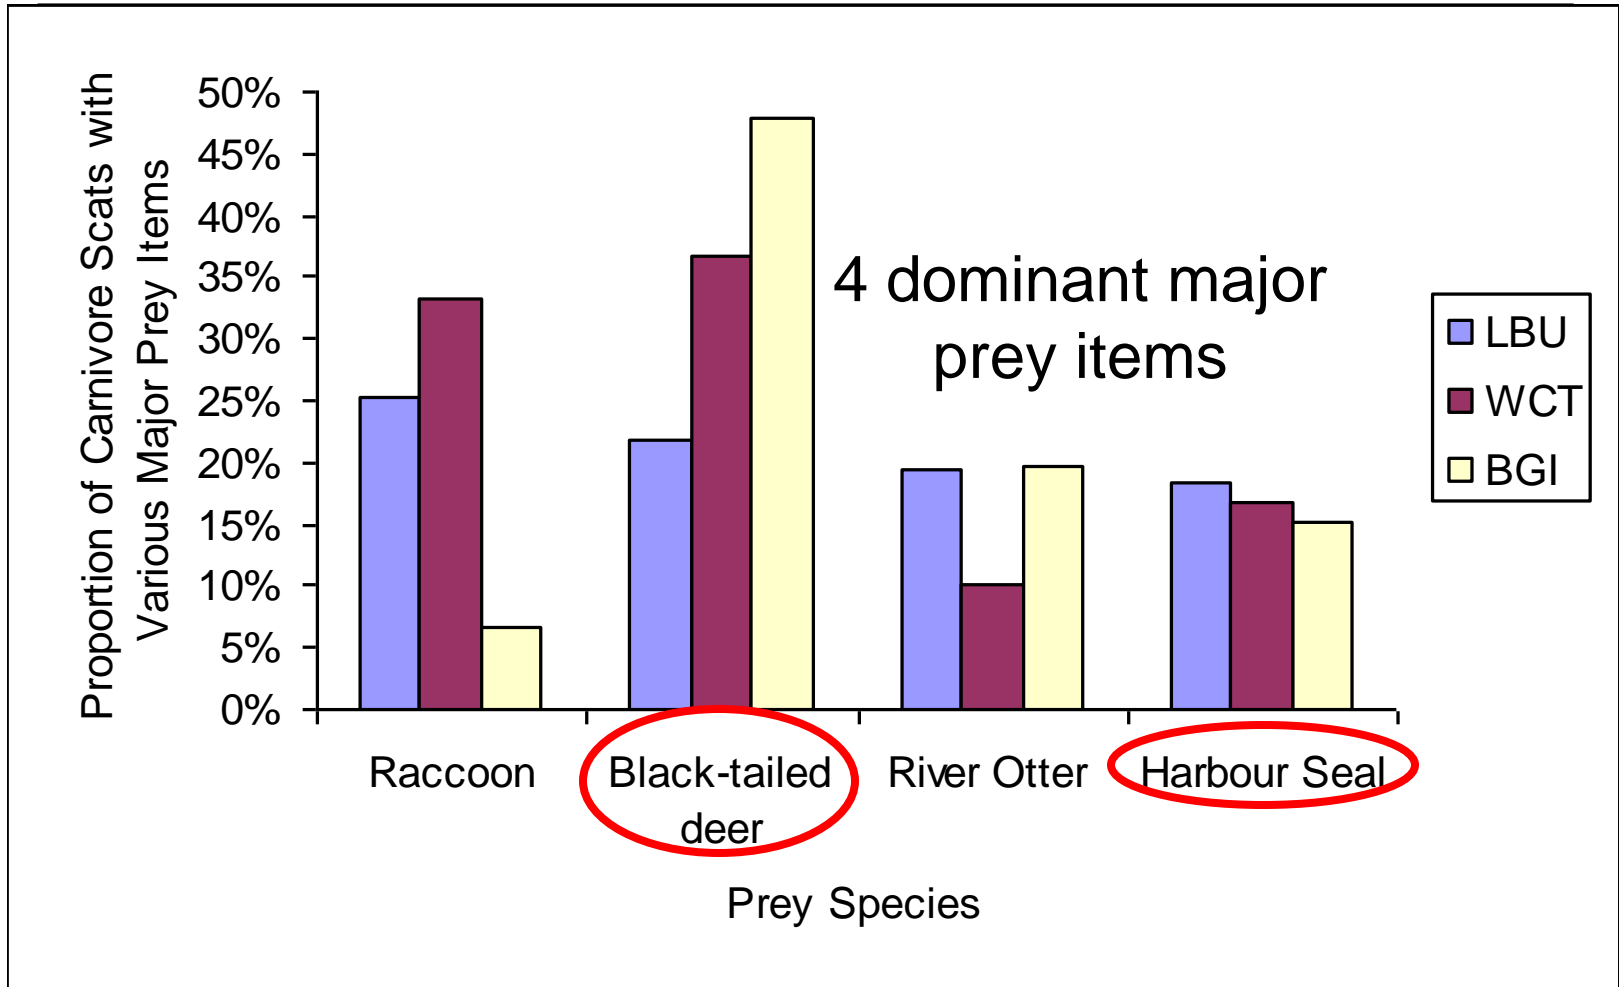 Proportion of Carnivore Scats with
Various Major Prey Items
50%
45%
40%
35%
30%
25%
20%
15%
10%
5%
0%
4 dominant major
prey items
LBU
WCT
BGI
Raccoon
Black-tailed
deer
River Otter
Harbour Seal
Prey Species